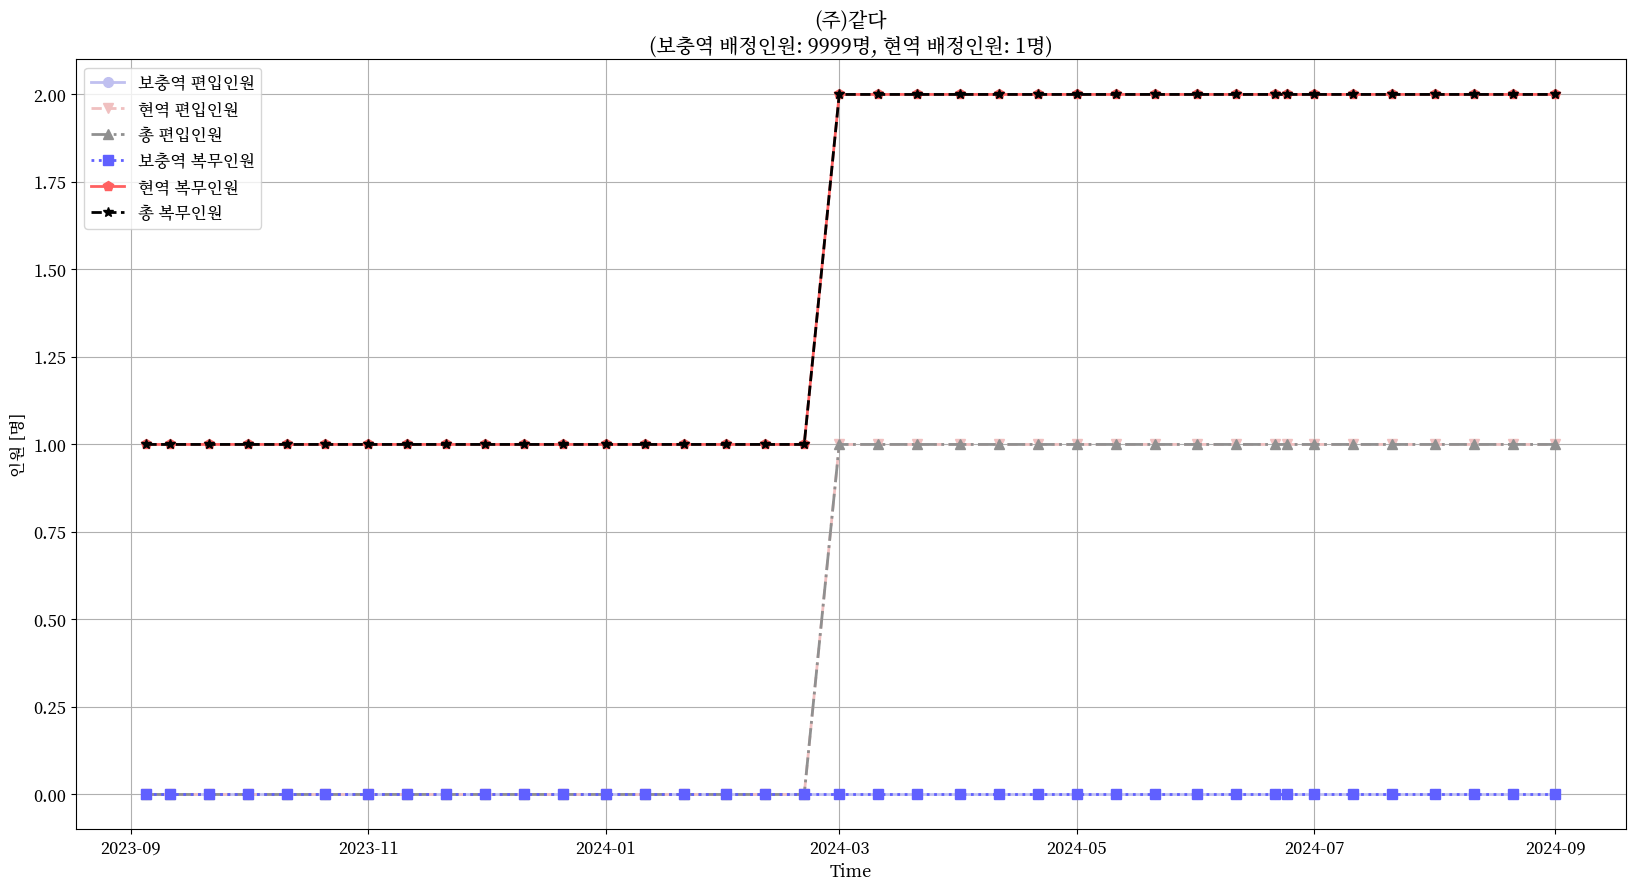 (주)같다
(보충역 배정인원: 9999명, 현역 배정인원: 1명)
보충역 편입인원
현역 편입인원
총 편입인원
보충역 복무인원
현역 복무인원
총 복무인원
2.00
1.75
1.50
1.25
1.00
0.75
0.50
0.25
0.00
인원 [명]
2023-09
2023-11
2024-01
2024-03
2024-05
2024-07
2024-09
Time